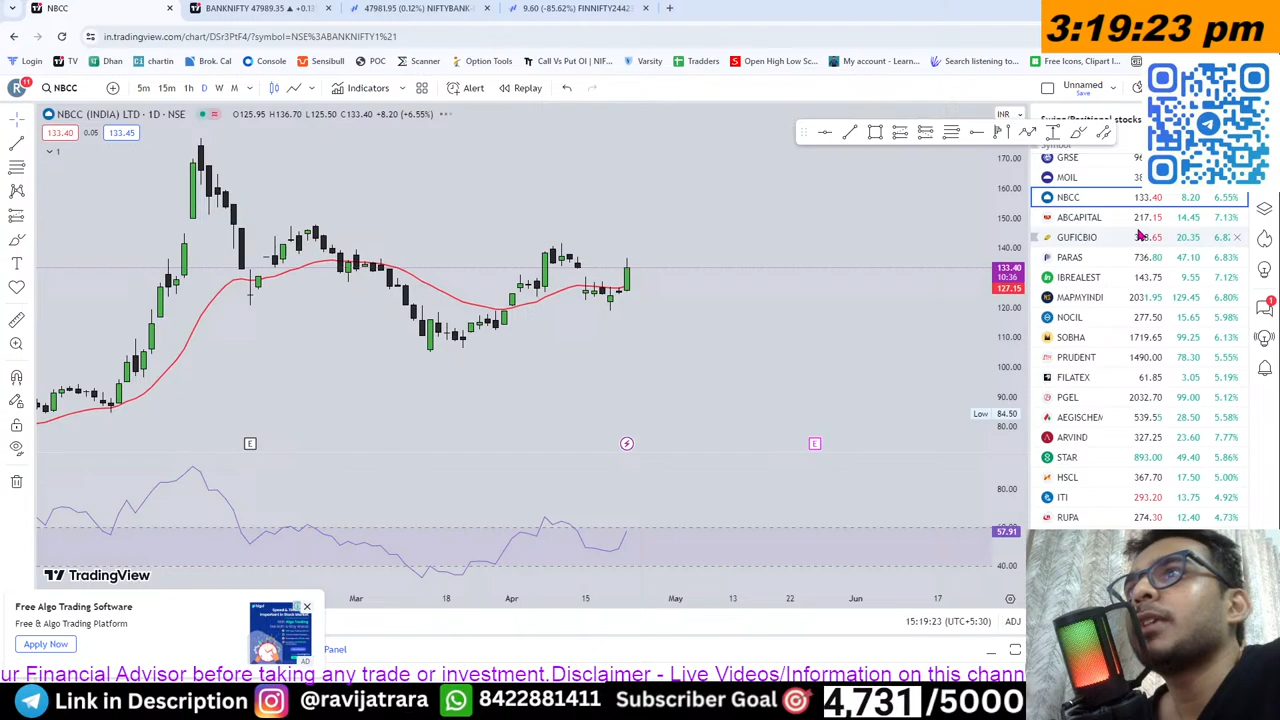 NBCC
BANKNIFTY 47989.35 ▲ +0.1
47981.95 (0.12%) NIFTYBANK
9.60 (-85.62%) FINNIFTY2442
3:19:23 pm
in.tradingview.com/chart/DSr3PtF4/?symbol=NSE%3ABANKNIFTY1%21
Login
TV
Dhan
chartin
Brok. Cal
Console
Sensibull
POC
Scanner
Option Tools
Call Vs Put OI | NIF...
Varsity
Tradders
Open High Low Sc...
My account - Learn...
Search listening to...
Free Icons, Clipart I...
R
11
NBCC
5m
15m
1h
D
W
M
Indicators
Alert
Replay
Unnamed
Save
NBCC (INDIA) LTD · 1D · NSE
O125.95 H136.70 L125.50 C133.40 +8.20 (+6.55%)
INR
133.40
0.05
133.45
1
170.00
160.00
150.00
140.00
133.40
10:36
127.15
120.00
110.00
100.00
90.00
Low 84.50
80.00
E
E
80.00
57.91
40.00
Mar
18
Apr
15
May
13
22
Jun
17
TradingView
15:19:23 (UTC+5:30)
ADJ
Swing/Positional stocks
Symbol
GRSE
MOIL
NBCC 133.40 8.20 6.55%
ABCAPITAL 217.15 14.45 7.13%
GUFICBIO 20.35
PARAS 736.80 47.10 6.83%
IBREALEST 143.75 9.55 7.12%
MAPMYINDI 2031.95 129.45 6.80%
NOCIL 277.50 15.65 5.98%
SOBHA 1719.65 99.25 6.13%
PRUDENT 1490.00 78.30 5.55%
FILATEX 61.85 3.05 5.19%
PGEL 2032.70 99.00 5.12%
AEGISCHEM 539.55 28.50 5.58%
ARVIND 327.25 23.60 7.77%
STAR 893.00 49.40 5.86%
HSCL 367.70 17.50 5.00%
ITI 293.20 13.75 4.92%
RUPA 274.30 12.40 4.73%
1
Free Algo Trading Software
Free & Algo Trading Platform
Apply Now
AD
Panel
ur Financial Advisor before taking any trade or investment.Disclaimer - Live Videos/Information on this chann
Link in Description
@ravijatrara
8422881411
Subscriber Goal
4,731 /5000